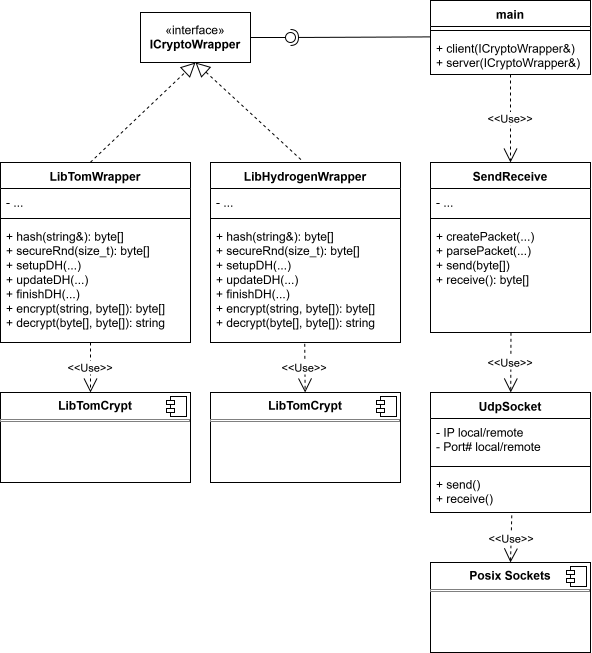 «interface»
ICryptoWrapper
main
+ client(ICryptoWrapper&)
+ server(ICryptoWrapper&)
<<Use>>
LibTomWrapper
- ...
+ hash(string&): byte[]
+ secureRnd(size_t): byte[]
+ setupDH(...)
+ updateDH(...)
+ finishDH(...)
+ encrypt(string, byte[]): byte[]
+ decrypt(byte[], byte[]): string
LibHydrogenWrapper
- ...
+ hash(string&): byte[]
+ secureRnd(size_t): byte[]
+ setupDH(...)
+ updateDH(...)
+ finishDH(...)
+ encrypt(string, byte[]): byte[]
+ decrypt(byte[], byte[]): string
SendReceive
- ...
+ createPacket(...)
+ parsePacket(...)
+ send(byte[])
+ receive(): byte[]
<<Use>>
<<Use>>
<<Use>>
LibTomCrypt
LibTomCrypt
UdpSocket
- IP local/remote
- Port# local/remote
+ send()
+ receive()
<<Use>>
Posix Sockets